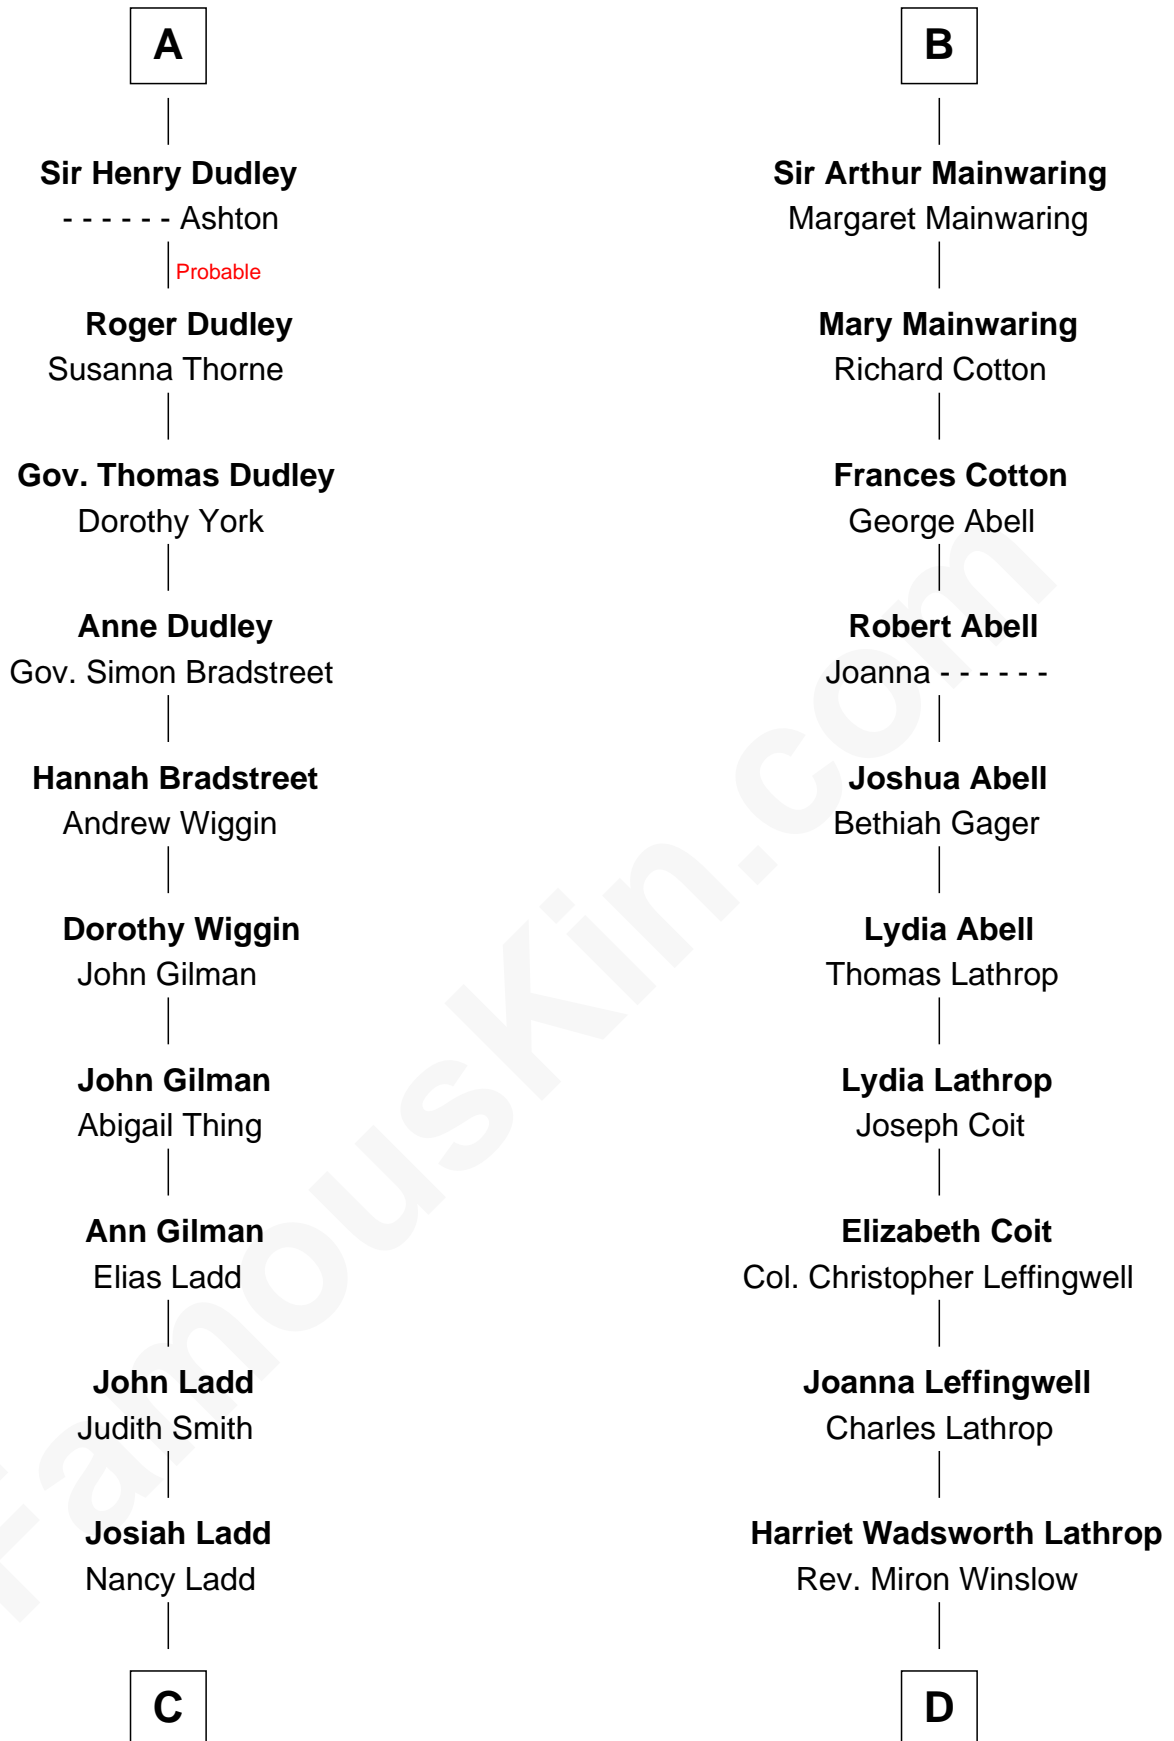 A
Sir Henry Dudley
- - - - - - Ashton
Probable
Roger Dudley
Susanna Thorne
Gov. Thomas Dudley
Dorothy York
Anne Dudley
Gov. Simon Bradstreet
Hannah Bradstreet
Andrew Wiggin
Dorothy Wiggin
John Gilman
John Gilman
Abigail Thing
Ann Gilman
Elias Ladd
John Ladd
Judith Smith
Josiah Ladd
Nancy Ladd
C
B
Sir Arthur Mainwaring
Margaret Mainwaring
Mary Mainwaring
Richard Cotton
Frances Cotton
George Abell
Robert Abell
Joanna - - - - - -
Joshua Abell
Bethiah Gager
Lydia Abell
Thomas Lathrop
Lydia Lathrop
Joseph Coit
Elizabeth Coit
Col. Christopher Leffingwell
Joanna Leffingwell
Charles Lathrop
Harriet Wadsworth Lathrop
Rev. Miron Winslow
D
FamousKin.com